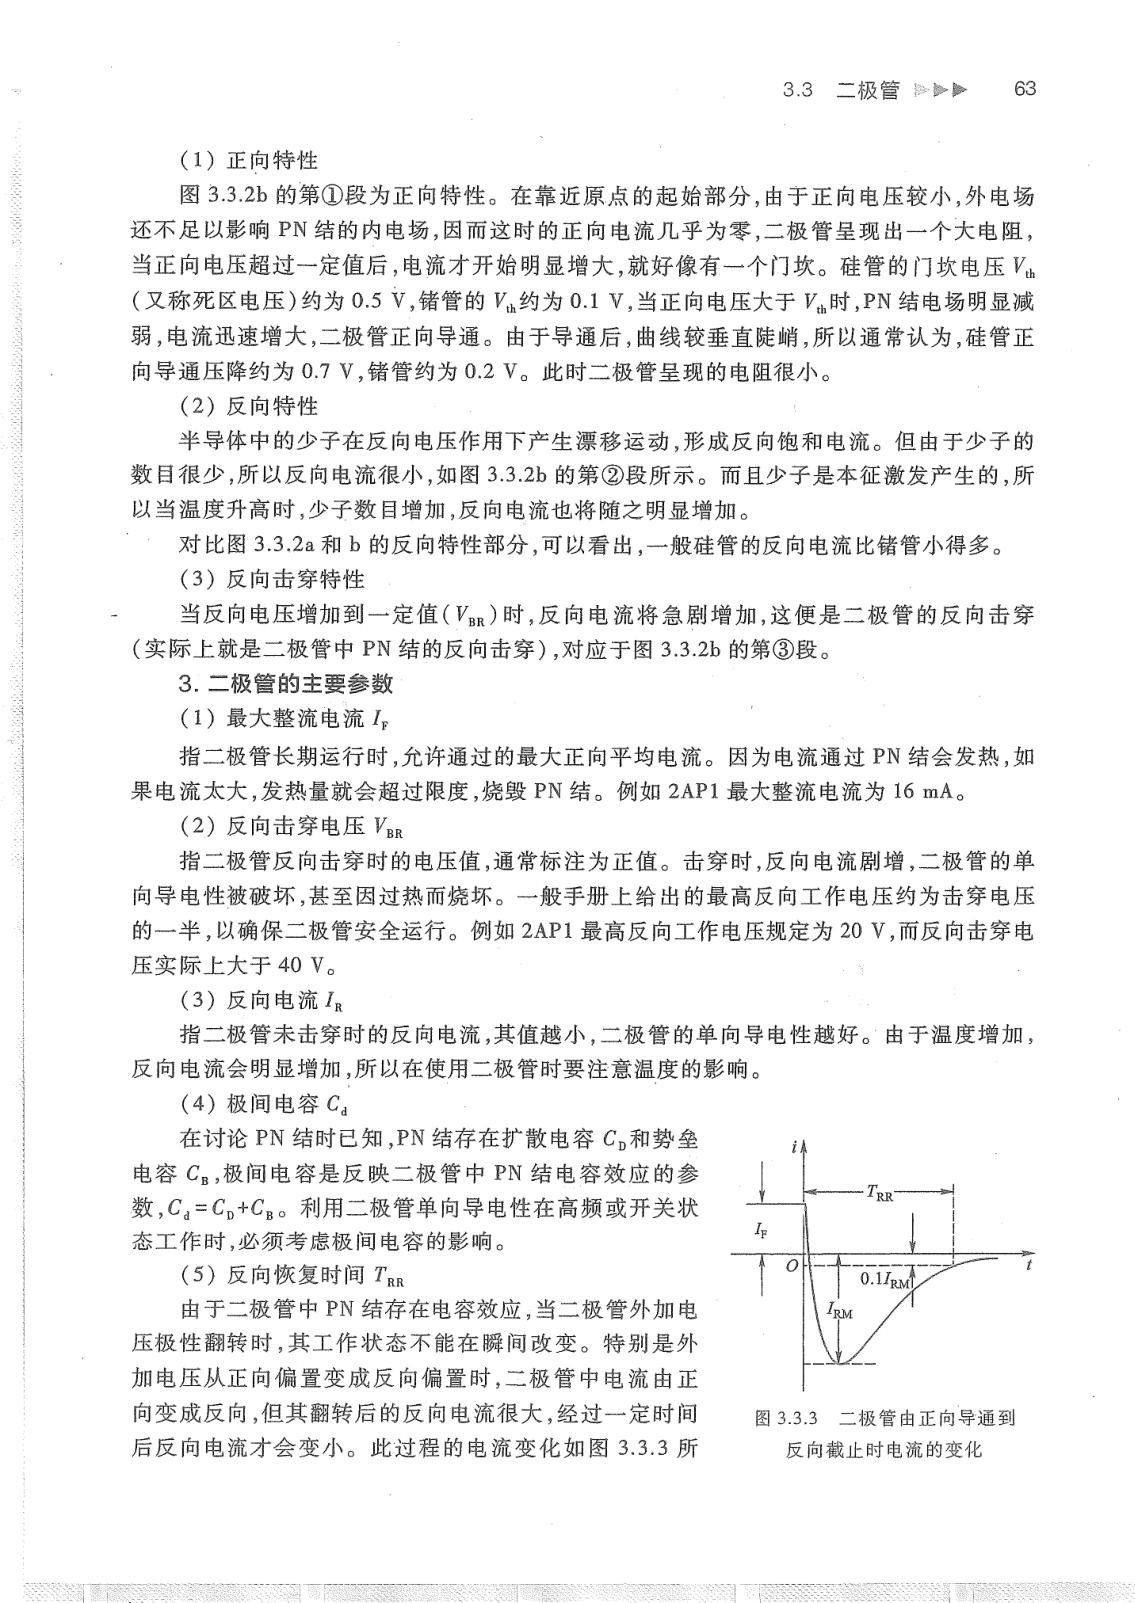 3.3 二极管 63
(1) 正向特性
图 3.3.2b 的第①段为正向特性。在靠近原点的起始部分,由于正向电压较小,外电场
还不足以影响 PN 结的内电场,因而这时的正向电流几乎为零,二极管呈现出一个大电阻,
当正向电压超过一定值后,电流才开始明显增大,就好像有一个门坎。硅管的门坎电压 Vth
(又称死区电压)约为 0.5 V,锗管的 Vth约为 0.1 V,当正向电压大于 Vth时,PN 结电场明显减
弱,电流迅速增大,二极管正向导通。由于导通后,曲线较垂直陡峭,所以通常认为,硅管正
向导通压降约为 0.7 V,锗管约为 0.2 V。此时二极管呈现的电阻很小。
(2) 反向特性
半导体中的少子在反向电压作用下产生漂移运动,形成反向饱和电流。但由于少子的
数目很少,所以反向电流很小,如图 3.3.2b 的第②段所示。而且少子是本征激发产生的,所
以当温度升高时,少子数目增加,反向电流也将随之明显增加。
对比图 3.3.2a 和 b 的反向特性部分,可以看出,一般硅管的反向电流比锗管小得多。
(3) 反向击穿特性
当反向电压增加到一定值(VBR)时,反向电流将急剧增加,这便是二极管的反向击穿
(实际上就是二极管中 PN 结的反向击穿),对应于图 3.3.2b 的第③段。
3. 二极管的主要参数
(1) 最大整流电流 IF
指二极管长期运行时,允许通过的最大正向平均电流。因为电流通过 PN 结会发热,如
果电流太大,发热量就会超过限度,烧毁 PN 结。例如 2AP1 最大整流电流为 16 mA。
(2) 反向击穿电压 VBR
指二极管反向击穿时的电压值,通常标注为正值。击穿时,反向电流剧增,二极管的单
向导电性被破坏,甚至因过热而烧坏。一般手册上给出的最高反向工作电压约为击穿电压
的一半,以确保二极管安全运行。例如 2AP1 最高反向工作电压规定为 20 V,而反向击穿电
压实际上大于 40 V。
(3) 反向电流 IR
指二极管未击穿时的反向电流,其值越小,二极管的单向导电性越好。由于温度增加,
反向电流会明显增加,所以在使用二极管时要注意温度的影响。
(4) 极间电容 Cd
在讨论 PN 结时已知,PN 结存在扩散电容 CD和势垒
电容 CB,极间电容是反映二极管中 PN 结电容效应的参
数,Cd=CD+CB。利用二极管单向导电性在高频或开关状
态工作时,必须考虑极间电容的影响。
(5) 反向恢复时间 TRR
由于二极管中 PN 结存在电容效应,当二极管外加电
压极性翻转时,其工作状态不能在瞬间改变。特别是外
加电压从正向偏置变成反向偏置时,二极管中电流由正
向变成反向,但其翻转后的反向电流很大,经过一定时间
后反向电流才会变小。此过程的电流变化如图 3.3.3 所
i
TRR
IF
O
t
0.1IRM
IRM
图 3.3.3 二极管由正向导通到
反向截止时电流的变化